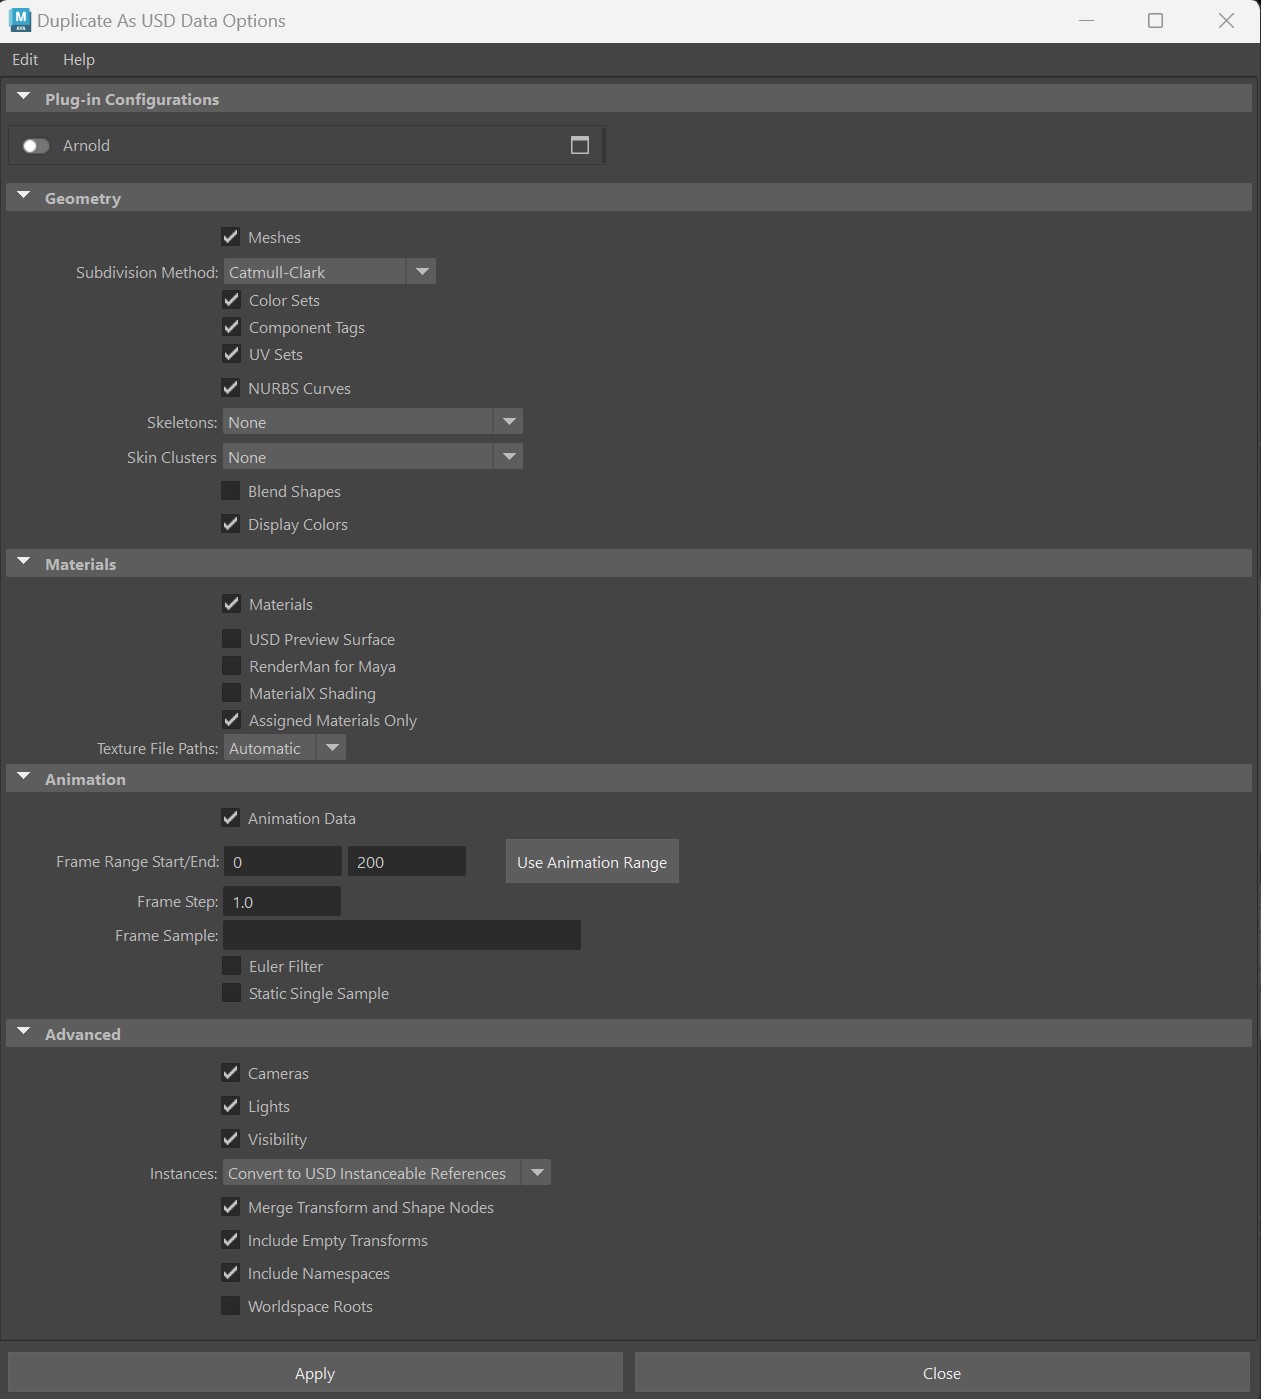 Duplicate As USD Data Options
Edit Help
Plug-in Configurations
Arnold
Geometry
Meshes
Subdivision Method: Catmull-Clark
Color Sets
Component Tags
UV Sets
NURBS Curves
Skeletons: None
Skin Clusters None
Blend Shapes
Display Colors
Materials
Materials
USD Preview Surface
RenderMan for Maya
MaterialX Shading
Assigned Materials Only
Texture File Paths: Automatic
Animation
Animation Data
Frame Range Start/End: 0 200 Use Animation Range
Frame Step: 1.0
Frame Sample:
Euler Filter
Static Single Sample
Advanced
Cameras
Lights
Visibility
Instances: Convert to USD Instanceable References
Merge Transform and Shape Nodes
Include Empty Transforms
Include Namespaces
Worldspace Roots
Apply Close